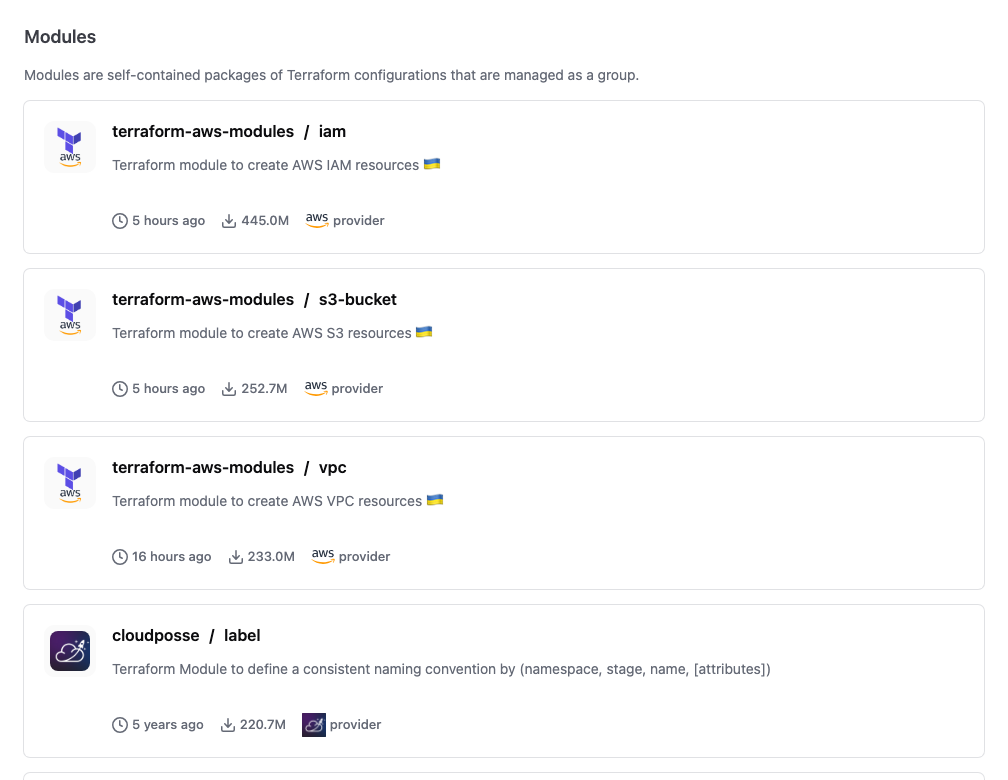 Modules
Modules are self-contained packages of Terraform configurations that are managed as a group.
aws
terraform-aws-modules / iam
Terraform module to create AWS IAM resources 🇺🇦
5 hours ago 445.0M aws provider
aws
terraform-aws-modules / s3-bucket
Terraform module to create AWS S3 resources 🇺🇦
5 hours ago 252.7M aws provider
aws
terraform-aws-modules / vpc
Terraform module to create AWS VPC resources 🇺🇦
16 hours ago 233.0M aws provider
cloudposse / label
Terraform Module to define a consistent naming convention by (namespace, stage, name, [attributes])
5 years ago 220.7M provider